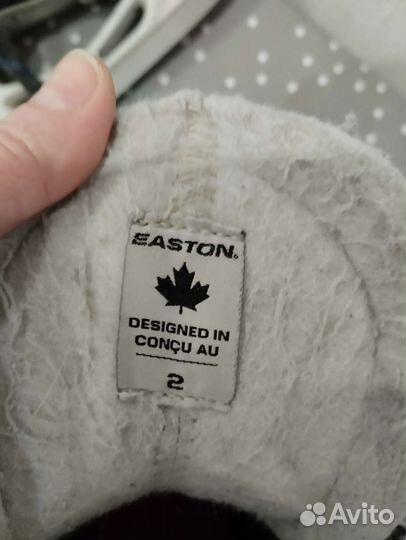 EASTON®
DESIGNED IN
CONÇU AU
2
Avito